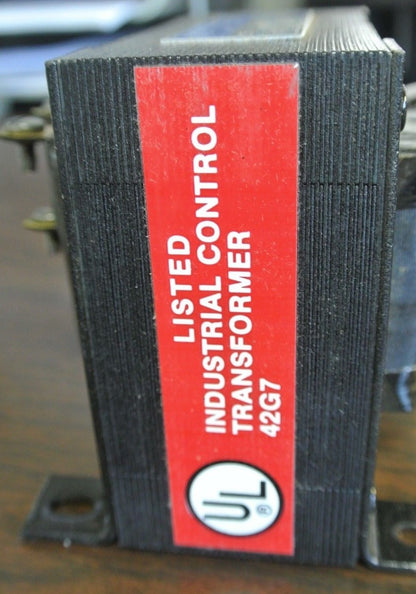 LISTED
INDUSTRIAL CONTROL
TRANSFORMER
42G7
UL
®